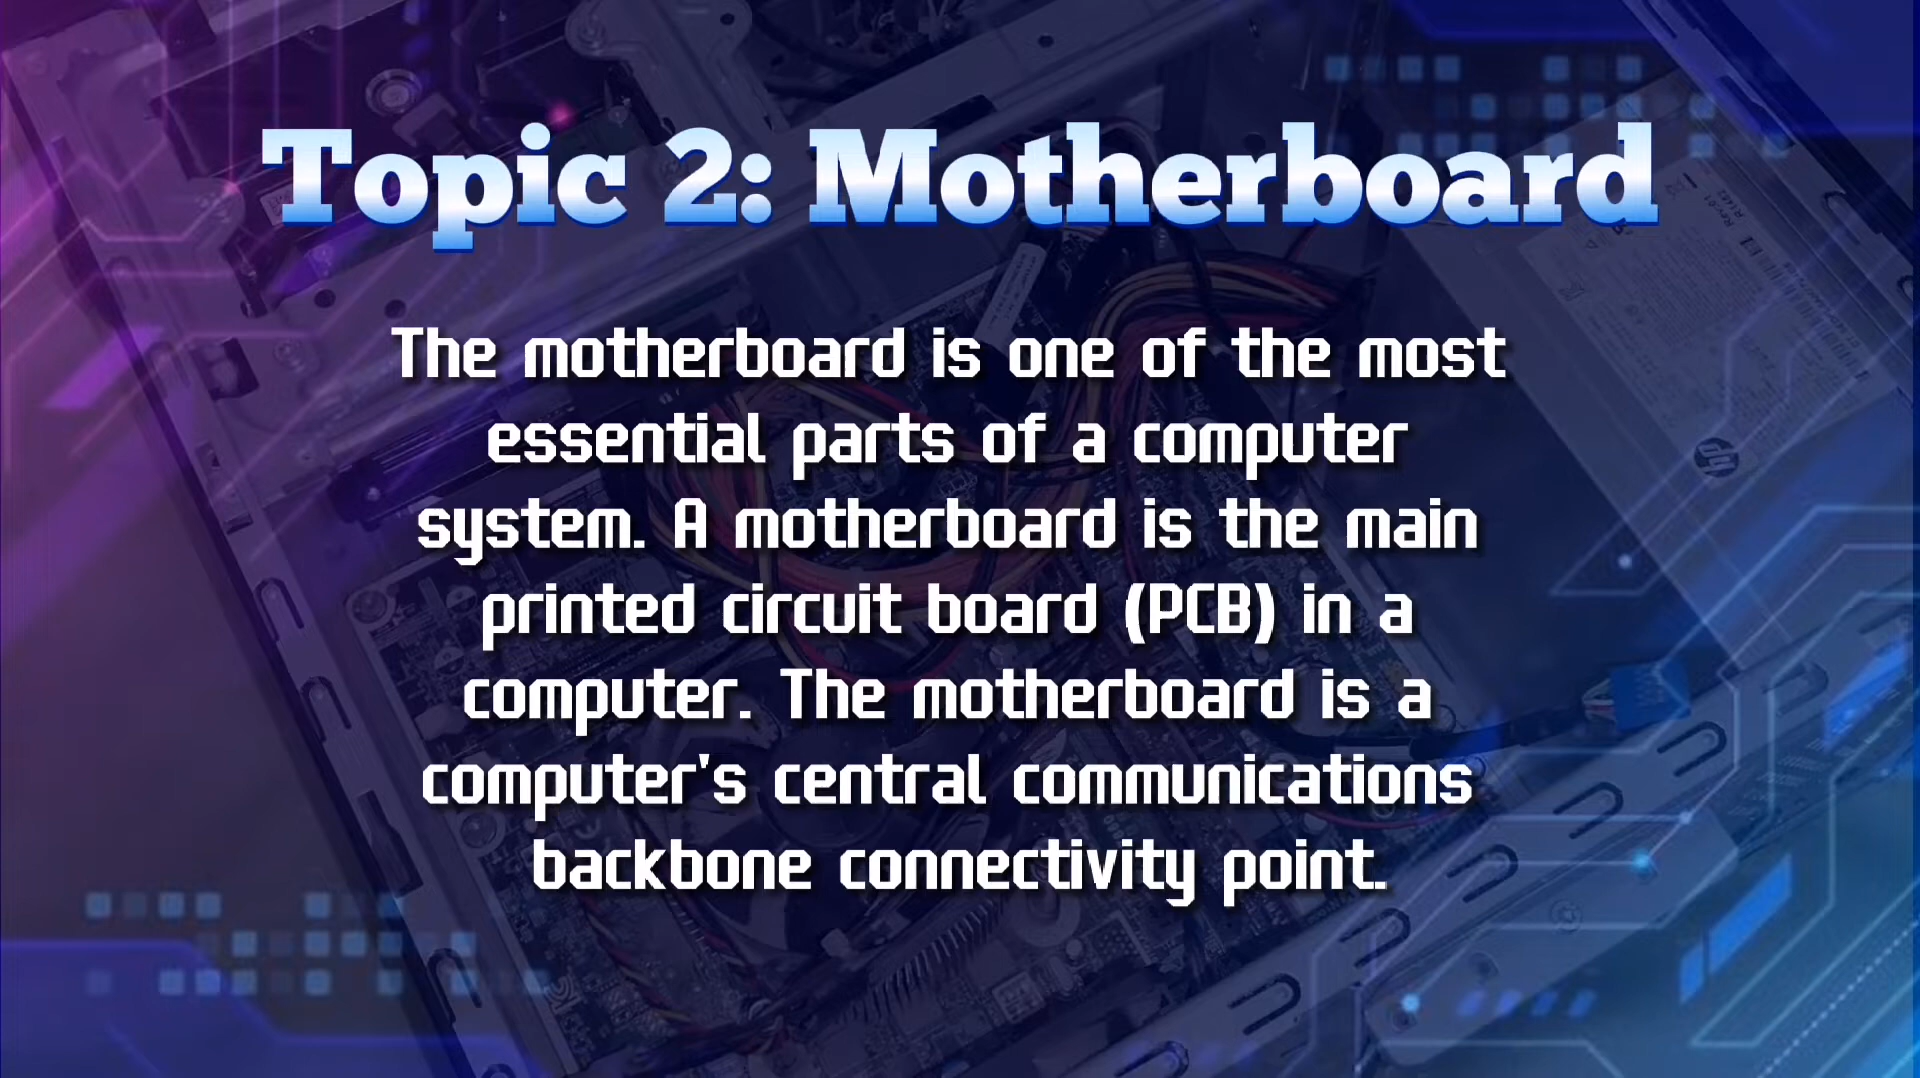 Topic 2: Motherboard
The motherboard is one of the most
essential parts of a computer
system. A motherboard is the main
printed circuit board (PCB) in a
computer. The motherboard is a
computer's central communications
backbone connectivity point.
hp